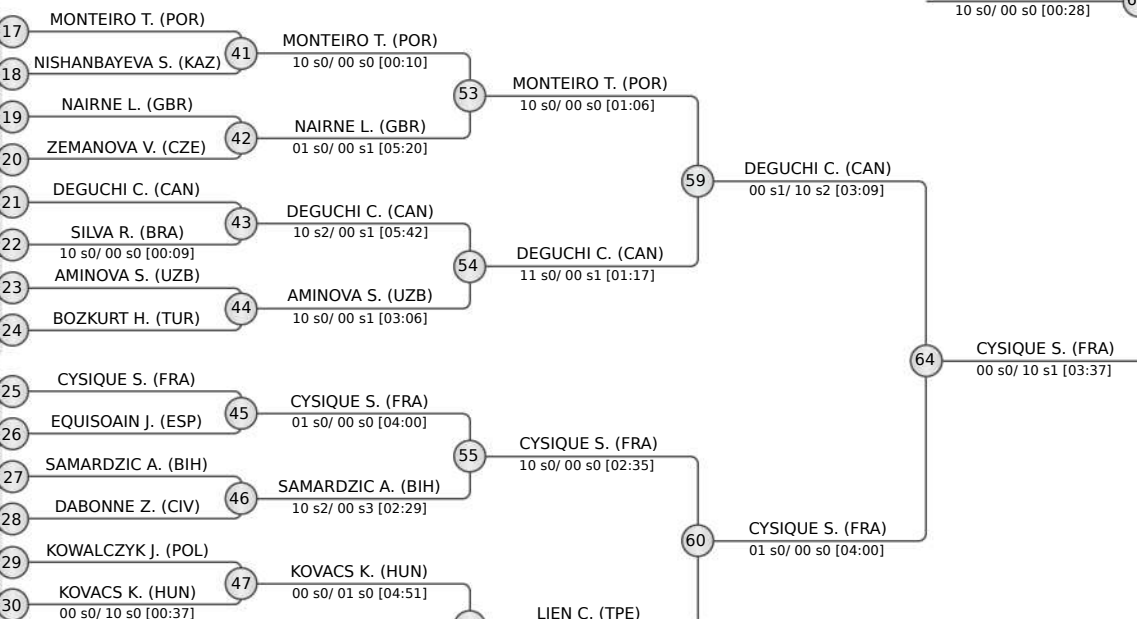 10 s0/ 00 s0 [00:28]
17
MONTEIRO T. (POR)
18
NISHANBAYEVA S. (KAZ)
41
MONTEIRO T. (POR)
10 s0/ 00 s0 [00:10]
19
NAIRNE L. (GBR)
20
ZEMANOVA V. (CZE)
42
NAIRNE L. (GBR)
01 s0/ 00 s1 [05:20]
53
MONTEIRO T. (POR)
10 s0/ 00 s0 [01:06]
21
DEGUCHI C. (CAN)
22
SILVA R. (BRA)
10 s0/ 00 s0 [00:09]
43
DEGUCHI C. (CAN)
10 s2/ 00 s1 [05:42]
23
AMINOVA S. (UZB)
24
BOZKURT H. (TUR)
44
AMINOVA S. (UZB)
10 s0/ 00 s1 [03:06]
54
DEGUCHI C. (CAN)
11 s0/ 00 s1 [01:17]
59
DEGUCHI C. (CAN)
00 s1/ 10 s2 [03:09]
25
CYSIQUE S. (FRA)
26
EQUISOAIN J. (ESP)
45
CYSIQUE S. (FRA)
01 s0/ 00 s0 [04:00]
27
SAMARDZIC A. (BIH)
28
DABONNE Z. (CIV)
46
SAMARDZIC A. (BIH)
10 s2/ 00 s3 [02:29]
55
CYSIQUE S. (FRA)
10 s0/ 00 s0 [02:35]
29
KOWALCZYK J. (POL)
30
KOVACS K. (HUN)
00 s0/ 10 s0 [00:37]
47
KOVACS K. (HUN)
00 s0/ 01 s0 [04:51]
LIEN C. (TPE)
60
CYSIQUE S. (FRA)
01 s0/ 00 s0 [04:00]
64
CYSIQUE S. (FRA)
00 s0/ 10 s1 [03:37]